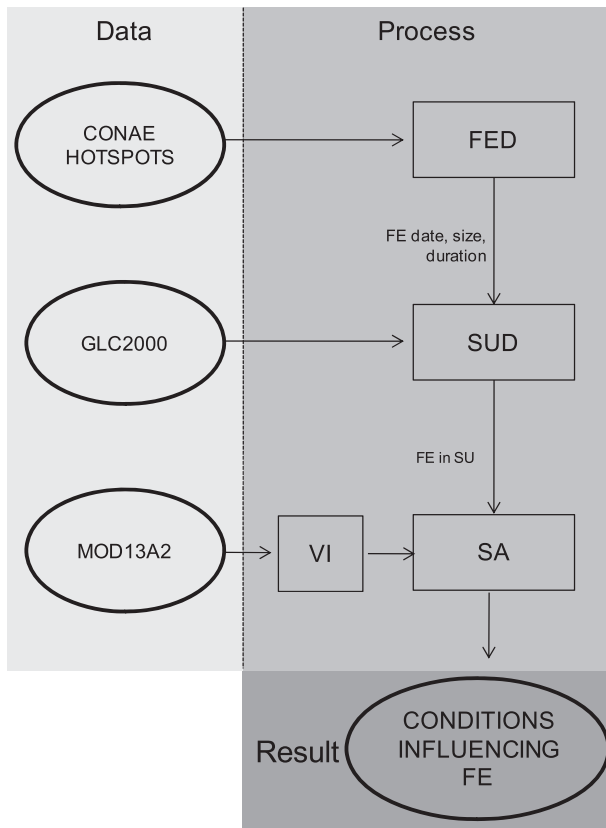 Data
Process
CONAE
HOTSPOTS
FED
FE date, size,
duration
GLC2000
SUD
FE in SU
MOD13A2
VI
SA
Result
CONDITIONS
INFLUENCING
FE